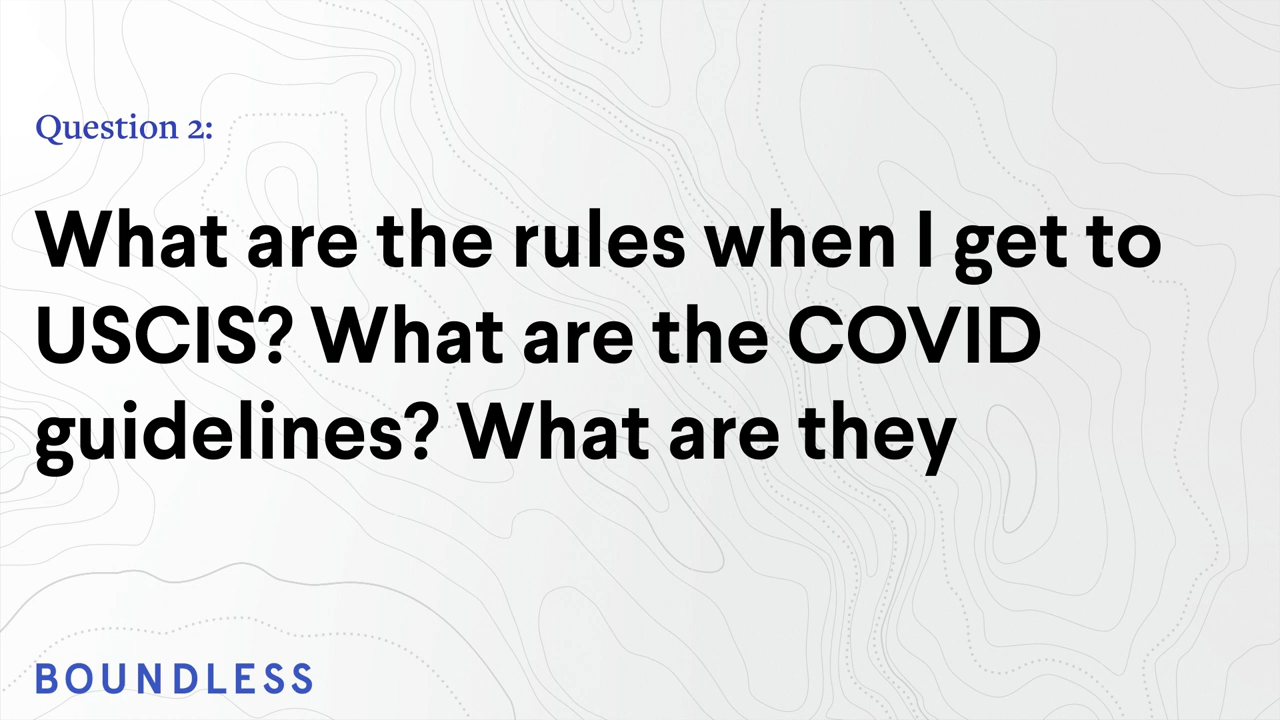 Question 2:
What are the rules when I get to
USCIS? What are the COVID
guidelines? What are they
BOUNDLESS